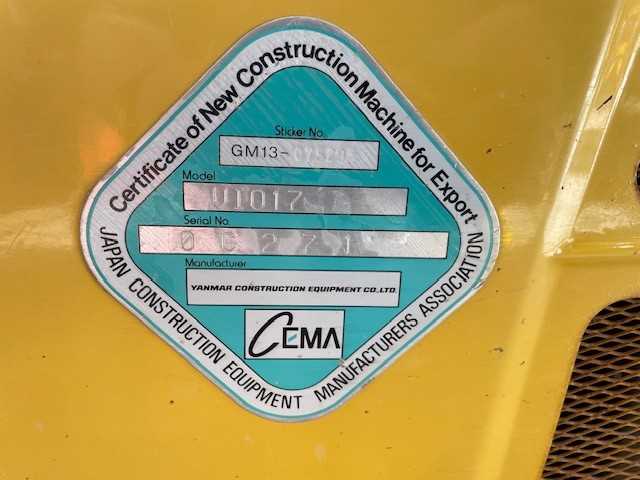 Certificate of New Construction Machine for Export
Sticker No.
GM13-
Model
Serial No.
Manufacturer
YANMAR CONSTRUCTION EQUIPMENT CO.,LTD.
CEMA
JAPAN CONSTRUCTION EQUIPMENT MANUFACTURERS ASSOCIATION